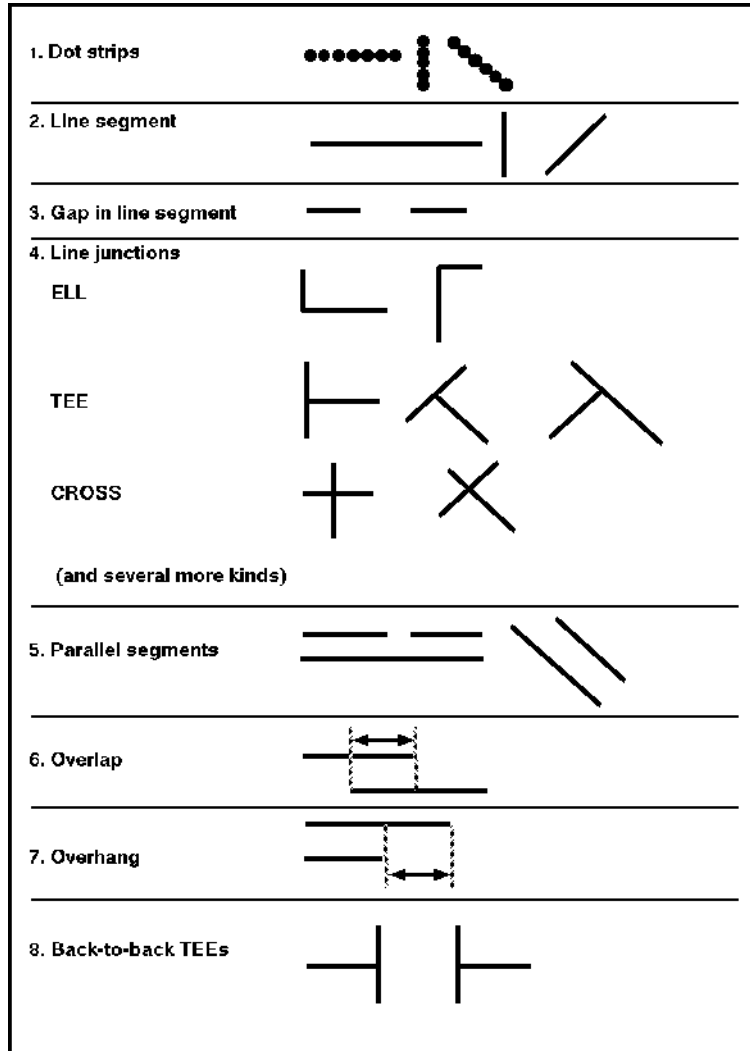 1. Dot strips
2. Line segment
3. Gap in line segment
4. Line junctions
ELL
TEE
CROSS
(and several more kinds)
5. Parallel segments
6. Overlap
7. Overhang
8. Back-to-back TEEs